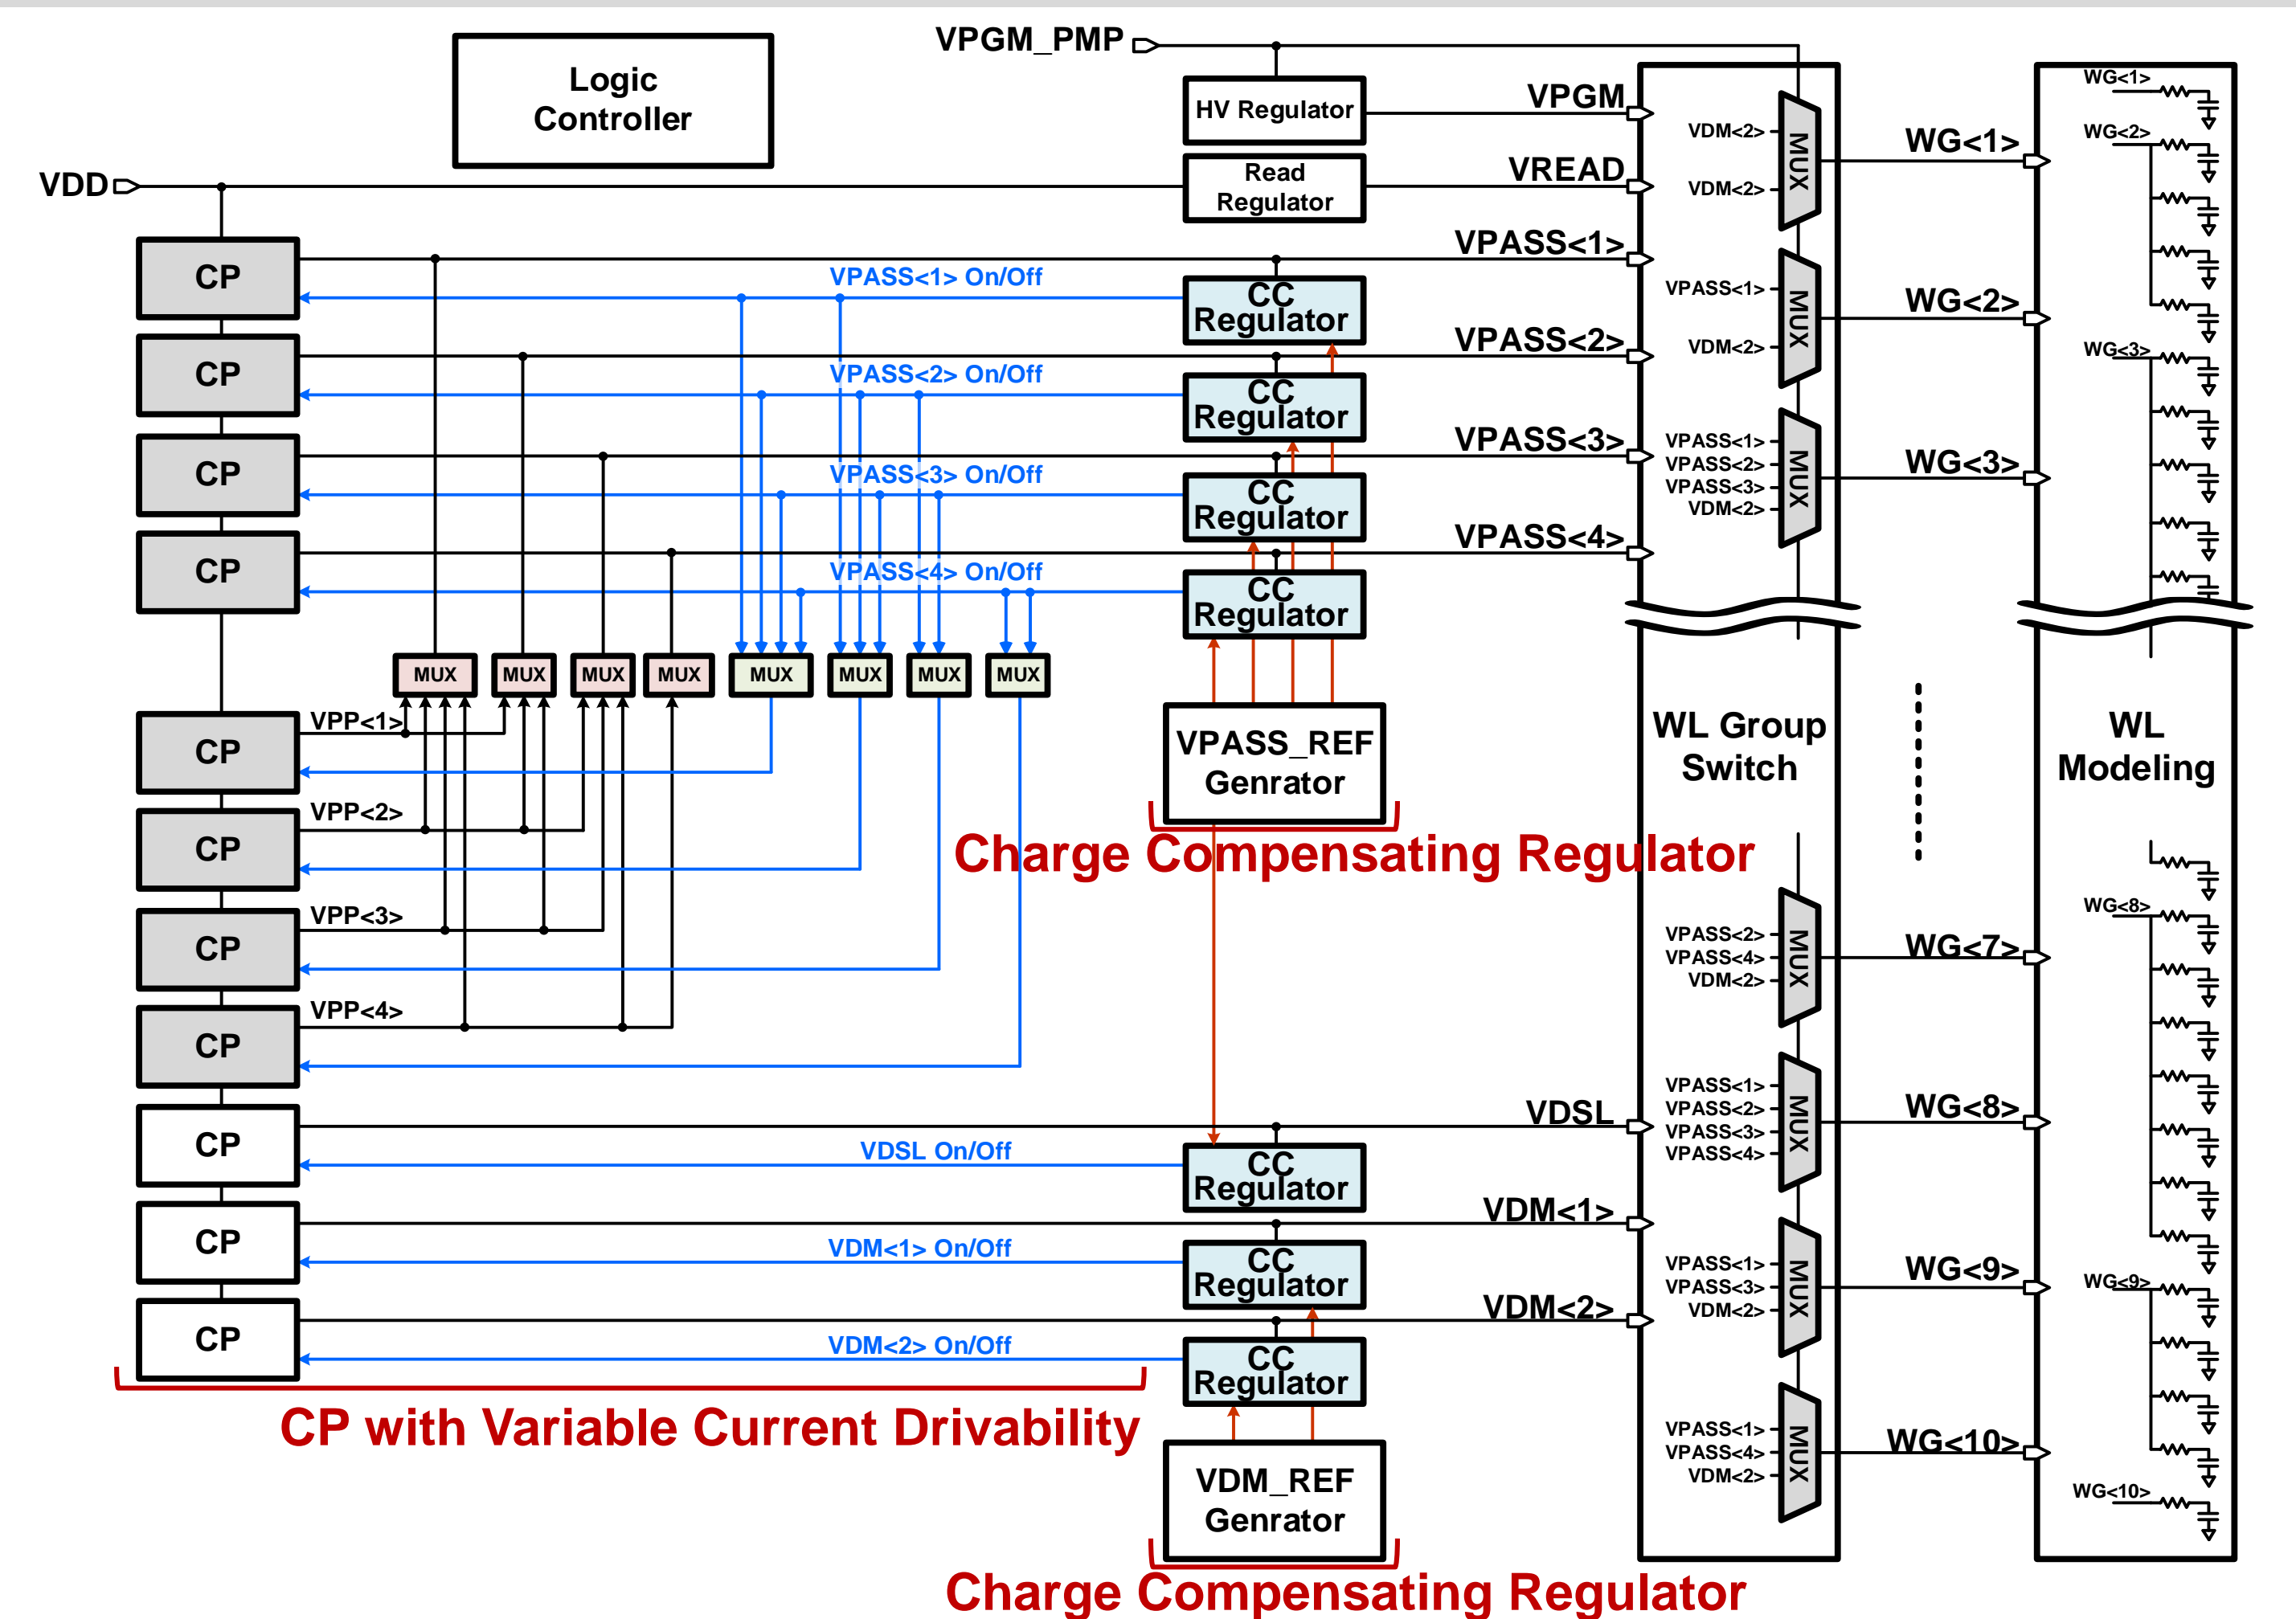 VPGM_PMP
Logic
Controller
HV Regulator
VPGM
VDD
Read
Regulator
VREAD
CP
VPASS<1> On/Off
CC
Regulator
VPASS<1>
CP
VPASS<2> On/Off
CC
Regulator
VPASS<2>
CP
VPASS<3> On/Off
CC
Regulator
VPASS<3>
CP
VPASS<4> On/Off
CC
Regulator
VPASS<4>
MUX
MUX
MUX
MUX
MUX
MUX
MUX
MUX
CP
VPP<1>
CP
VPP<2>
CP
VPP<3>
CP
VPP<4>
VPASS_REF
Genrator
Charge Compensating Regulator
CP
VDSL On/Off
CC
Regulator
VDSL
CP
VDM<1> On/Off
CC
Regulator
VDM<1>
CP
VDM<2> On/Off
CC
Regulator
VDM<2>
CP with Variable Current Drivability
VDM_REF
Genrator
Charge Compensating Regulator
VDM<2>
VDM<2>
MUX
WG<1>
VPASS<1>
VDM<2>
MUX
WG<2>
VPASS<1>
VPASS<2>
VPASS<3>
VDM<2>
MUX
WG<3>
WL Group
Switch
VPASS<2>
VPASS<4>
VDM<2>
MUX
WG<7>
VPASS<1>
VPASS<2>
VPASS<3>
VPASS<4>
MUX
WG<8>
VPASS<1>
VPASS<3>
VDM<2>
MUX
WG<9>
VPASS<1>
VPASS<4>
VDM<2>
MUX
WG<10>
WG<1>
WG<2>
WG<3>
WL
Modeling
WG<8>
WG<9>
WG<10>